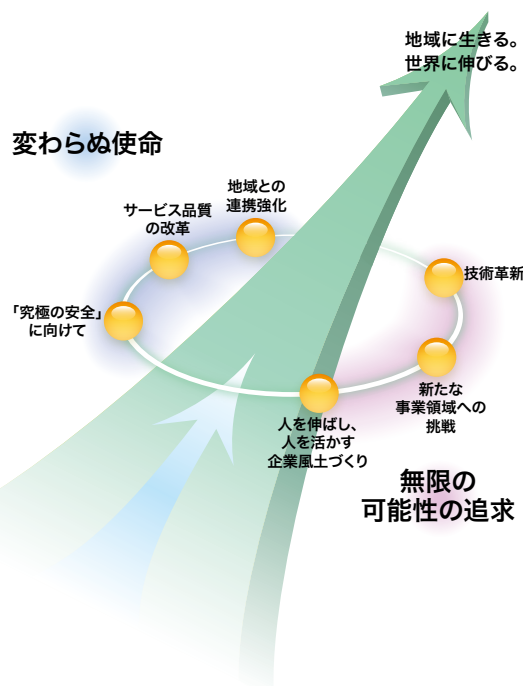 地域に生きる。
世界に伸びる。
変わらぬ使命
地域との
連携強化
サービス品質
の改革
「究極の安全」
に向けて
技術革新
新たな
事業領域への
挑戦
人を伸ばし、
人を活かす
企業風土づくり
無限の
可能性の追求